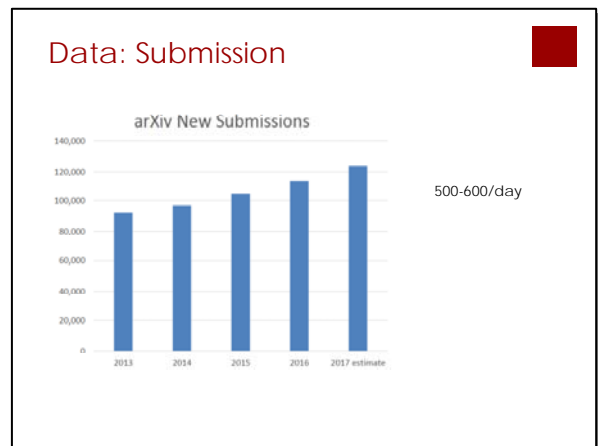 Data: Submission
arXiv New Submissions
140,000
120,000
100,000
80,000
60,000
40,000
20,000
0
500-600/day
2013 2014 2015 2016 2017 estimate